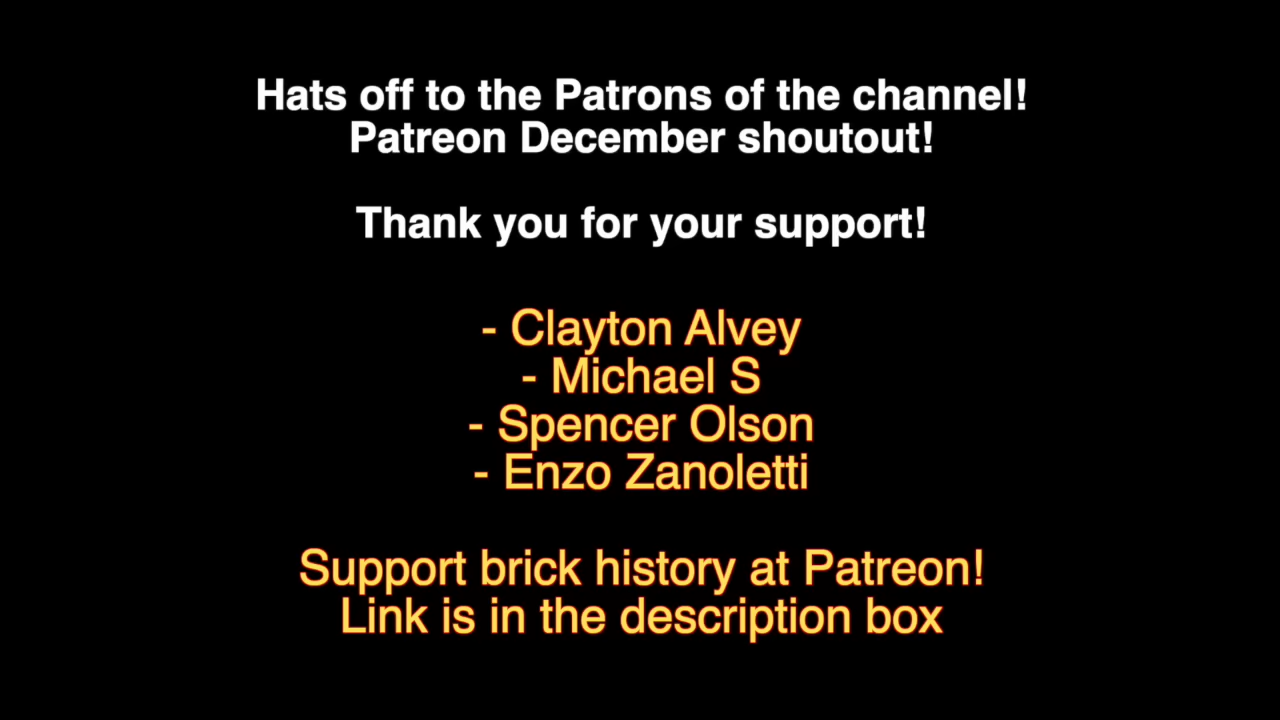 Hats off to the Patrons of the channel!
Patreon December shoutout!
Thank you for your support!
- Clayton Alvey
- Michael S
- Spencer Olson
- Enzo Zanoletti
Support brick history at Patreon!
Link is in the description box